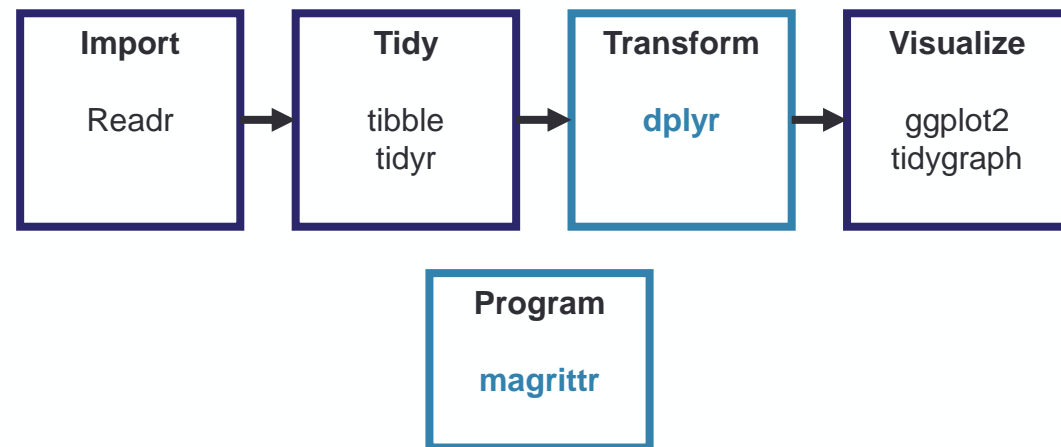 Import
Readr
Tidy
tibble
tidyr
Transform
dplyr
Visualize
ggplot2
tidygraph
Program
magrittr